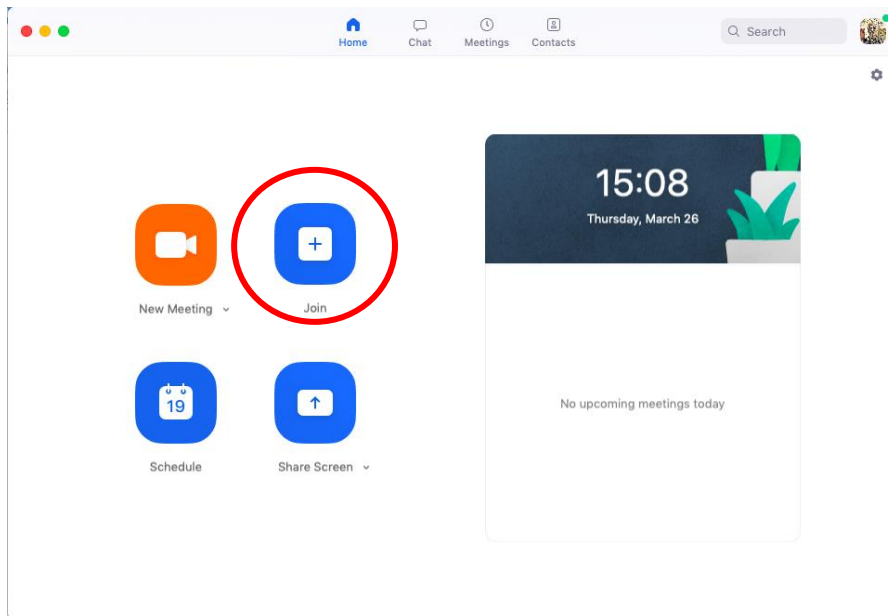 Home
Chat
Meetings
Contacts
Search
15:08
Thursday, March 26
New Meeting
Join
19
Schedule
Share Screen
No upcoming meetings today